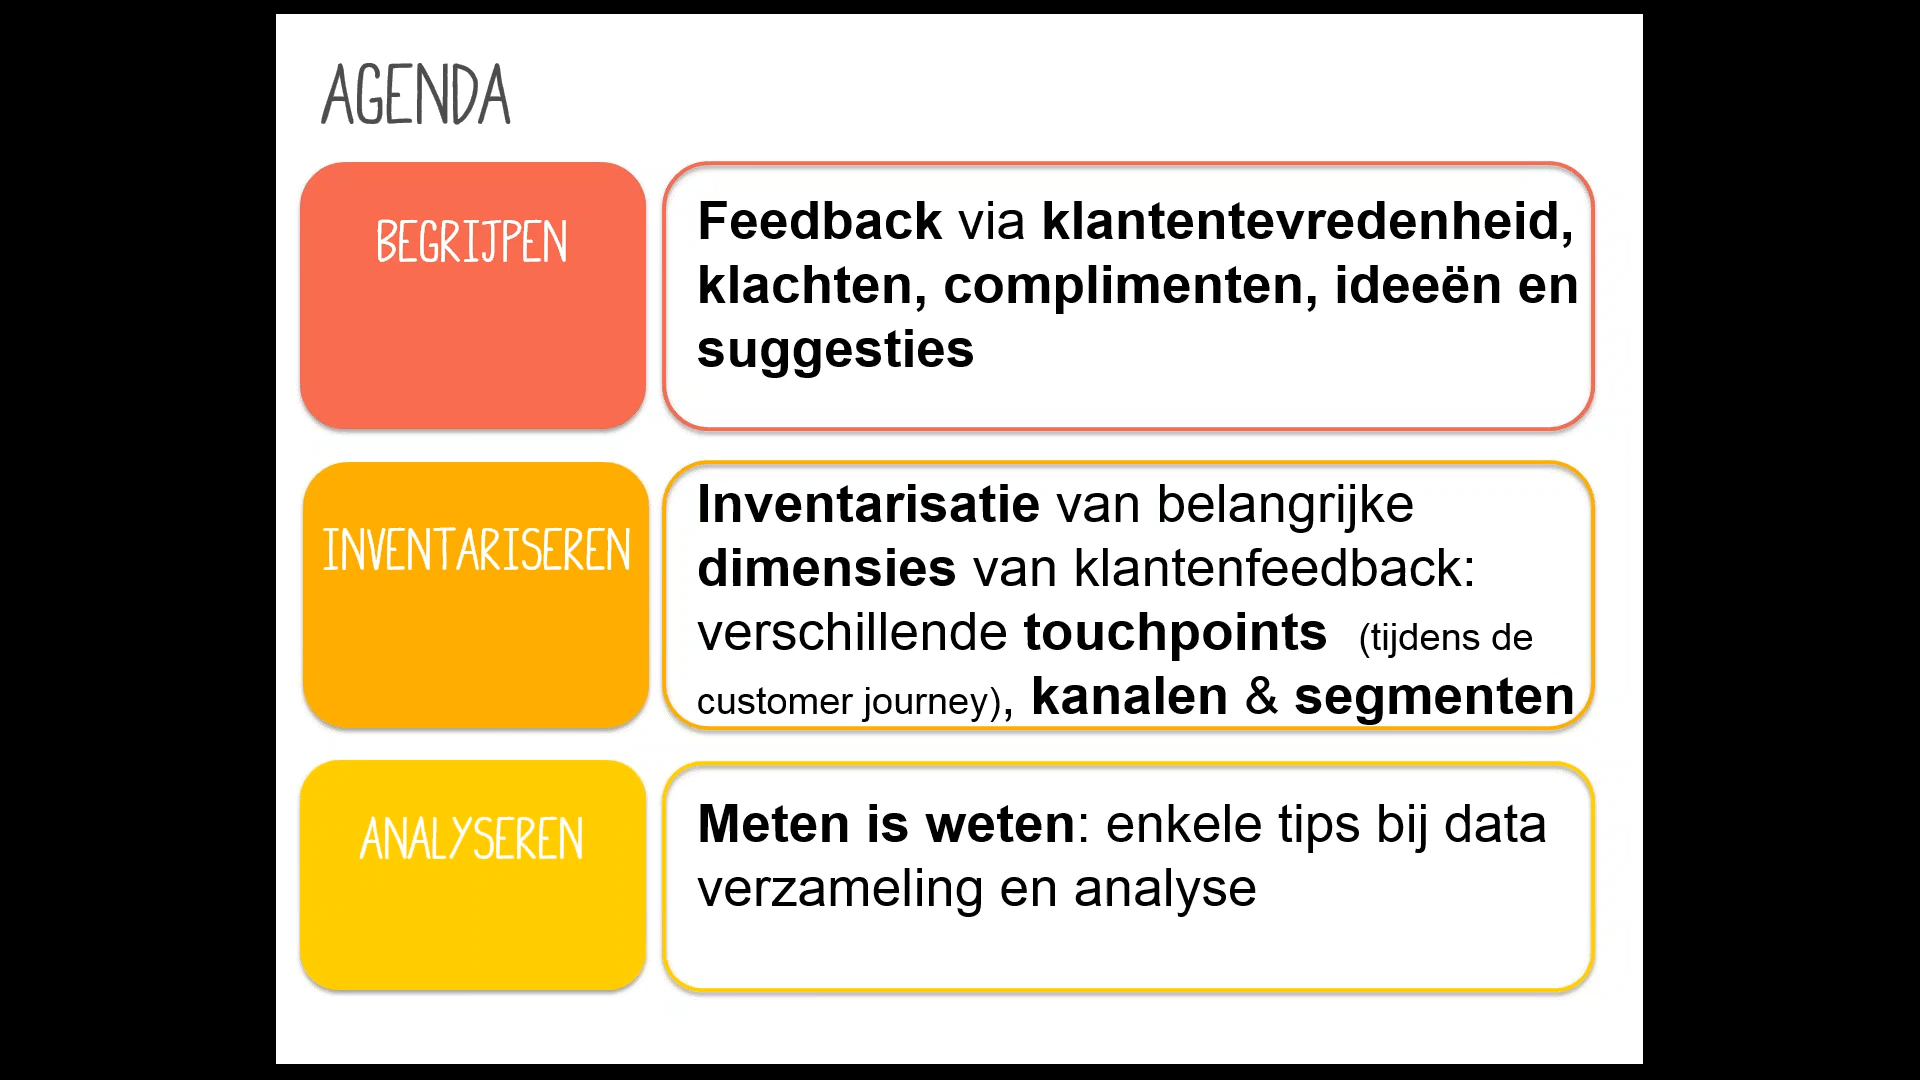 AGENDA
BEGRIJPEN
Feedback via klantentevredenheid,
klachten, complimenten, ideeën en
suggesties
INVENTARISEREN
Inventarisatie van belangrijke
dimensies van klantenfeedback:
verschillende touchpoints (tijdens de
customer journey), kanalen & segmenten
ANALYSEREN
Meten is weten: enkele tips bij data
verzameling en analyse